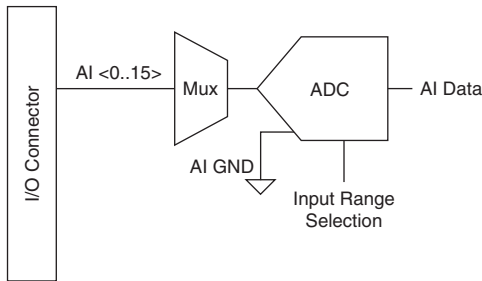 I/O Connector
AI <0..15>
Mux
ADC
AI Data
AI GND
Input Range
Selection